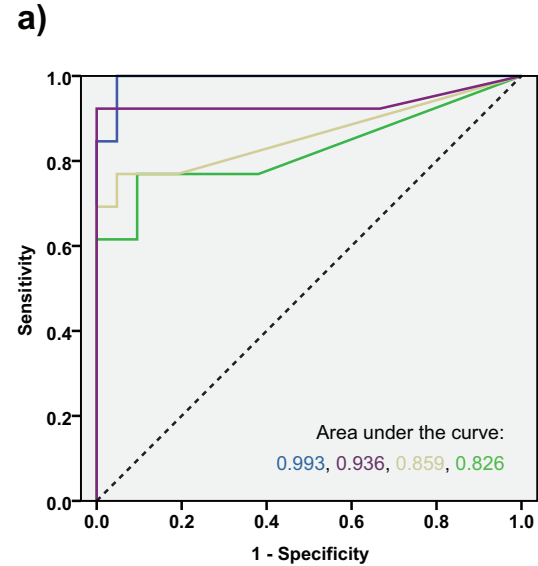 a)
1.0
0.8
0.6
0.4
0.2
0.0
Sensitivity
Area under the curve:
0.993, 0.936, 0.859, 0.826
0.0 0.2 0.4 0.6 0.8 1.0
1 - Specificity